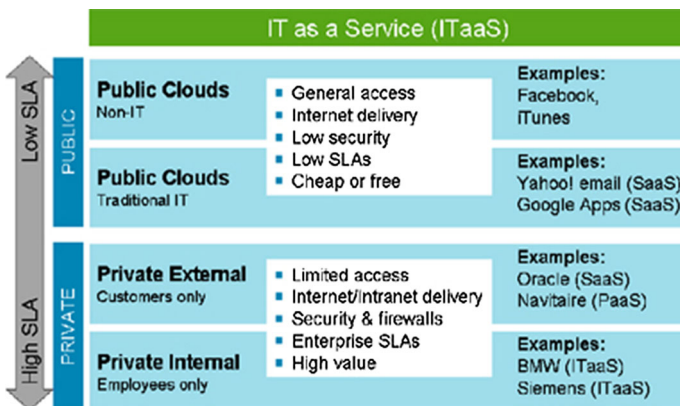 IT as a Service (ITaaS)
Low SLA
High SLA
PUBLIC
PRIVATE
Public Clouds
Non-IT
Public Clouds
Traditional IT
General access
Internet delivery
Low security
Low SLAs
Cheap or free
Examples:
Facebook,
iTunes
Examples:
Yahoo! email (SaaS)
Google Apps (SaaS)
Private External
Customers only
Private Internal
Employees only
Limited access
Internet/Intranet delivery
Security & firewalls
Enterprise SLAs
High value
Examples:
Oracle (SaaS)
Navitaire (PaaS)
Examples:
BMW (ITaaS)
Siemens (ITaaS)